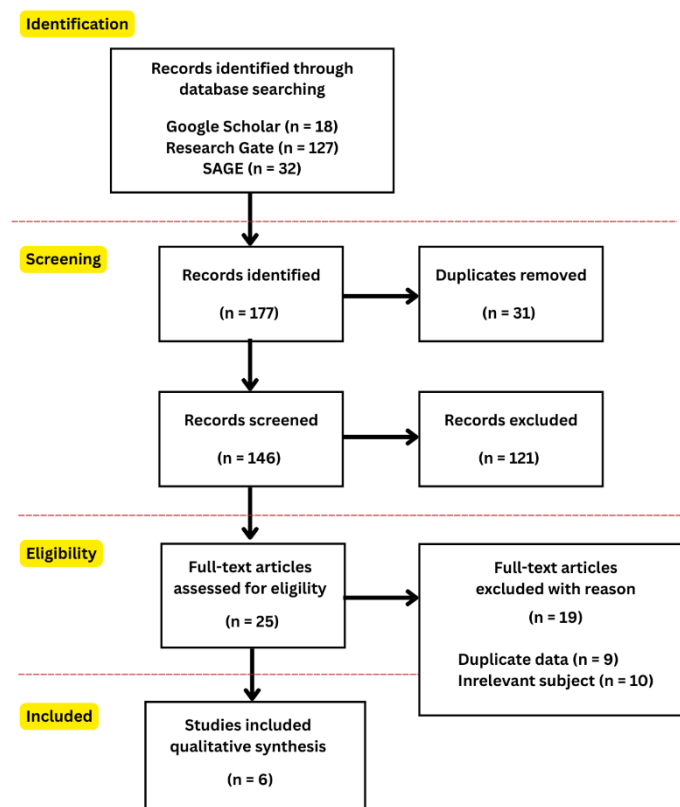 Identification
Records identified through
database searching
Google Scholar (n = 18)
Research Gate (n = 127)
SAGE (n = 32)
Screening
Records identified
(n = 177)
Duplicates removed
(n = 31)
Records screened
(n = 146)
Records excluded
(n = 121)
Eligibility
Full-text articles
assessed for eligility
(n = 25)
Full-text articles
excluded with reason
(n = 19)
Duplicate data (n = 9)
Inrelevant subject (n = 10)
Included
Studies included
qualitative synthesis
(n = 6)